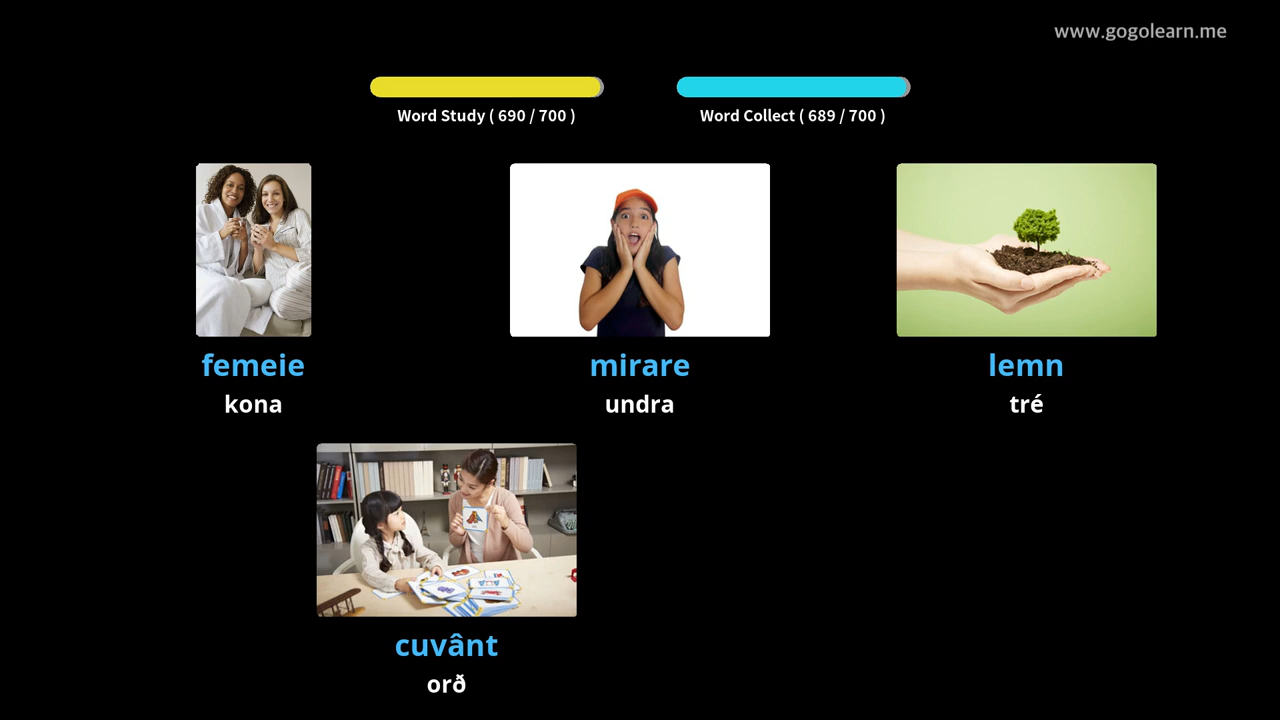 www.gogolearn.me
Word Study ( 690 / 700 )
Word Collect ( 689 / 700 )
femeie
kona
mirare
undra
lemn
tré
cuvânt
orð